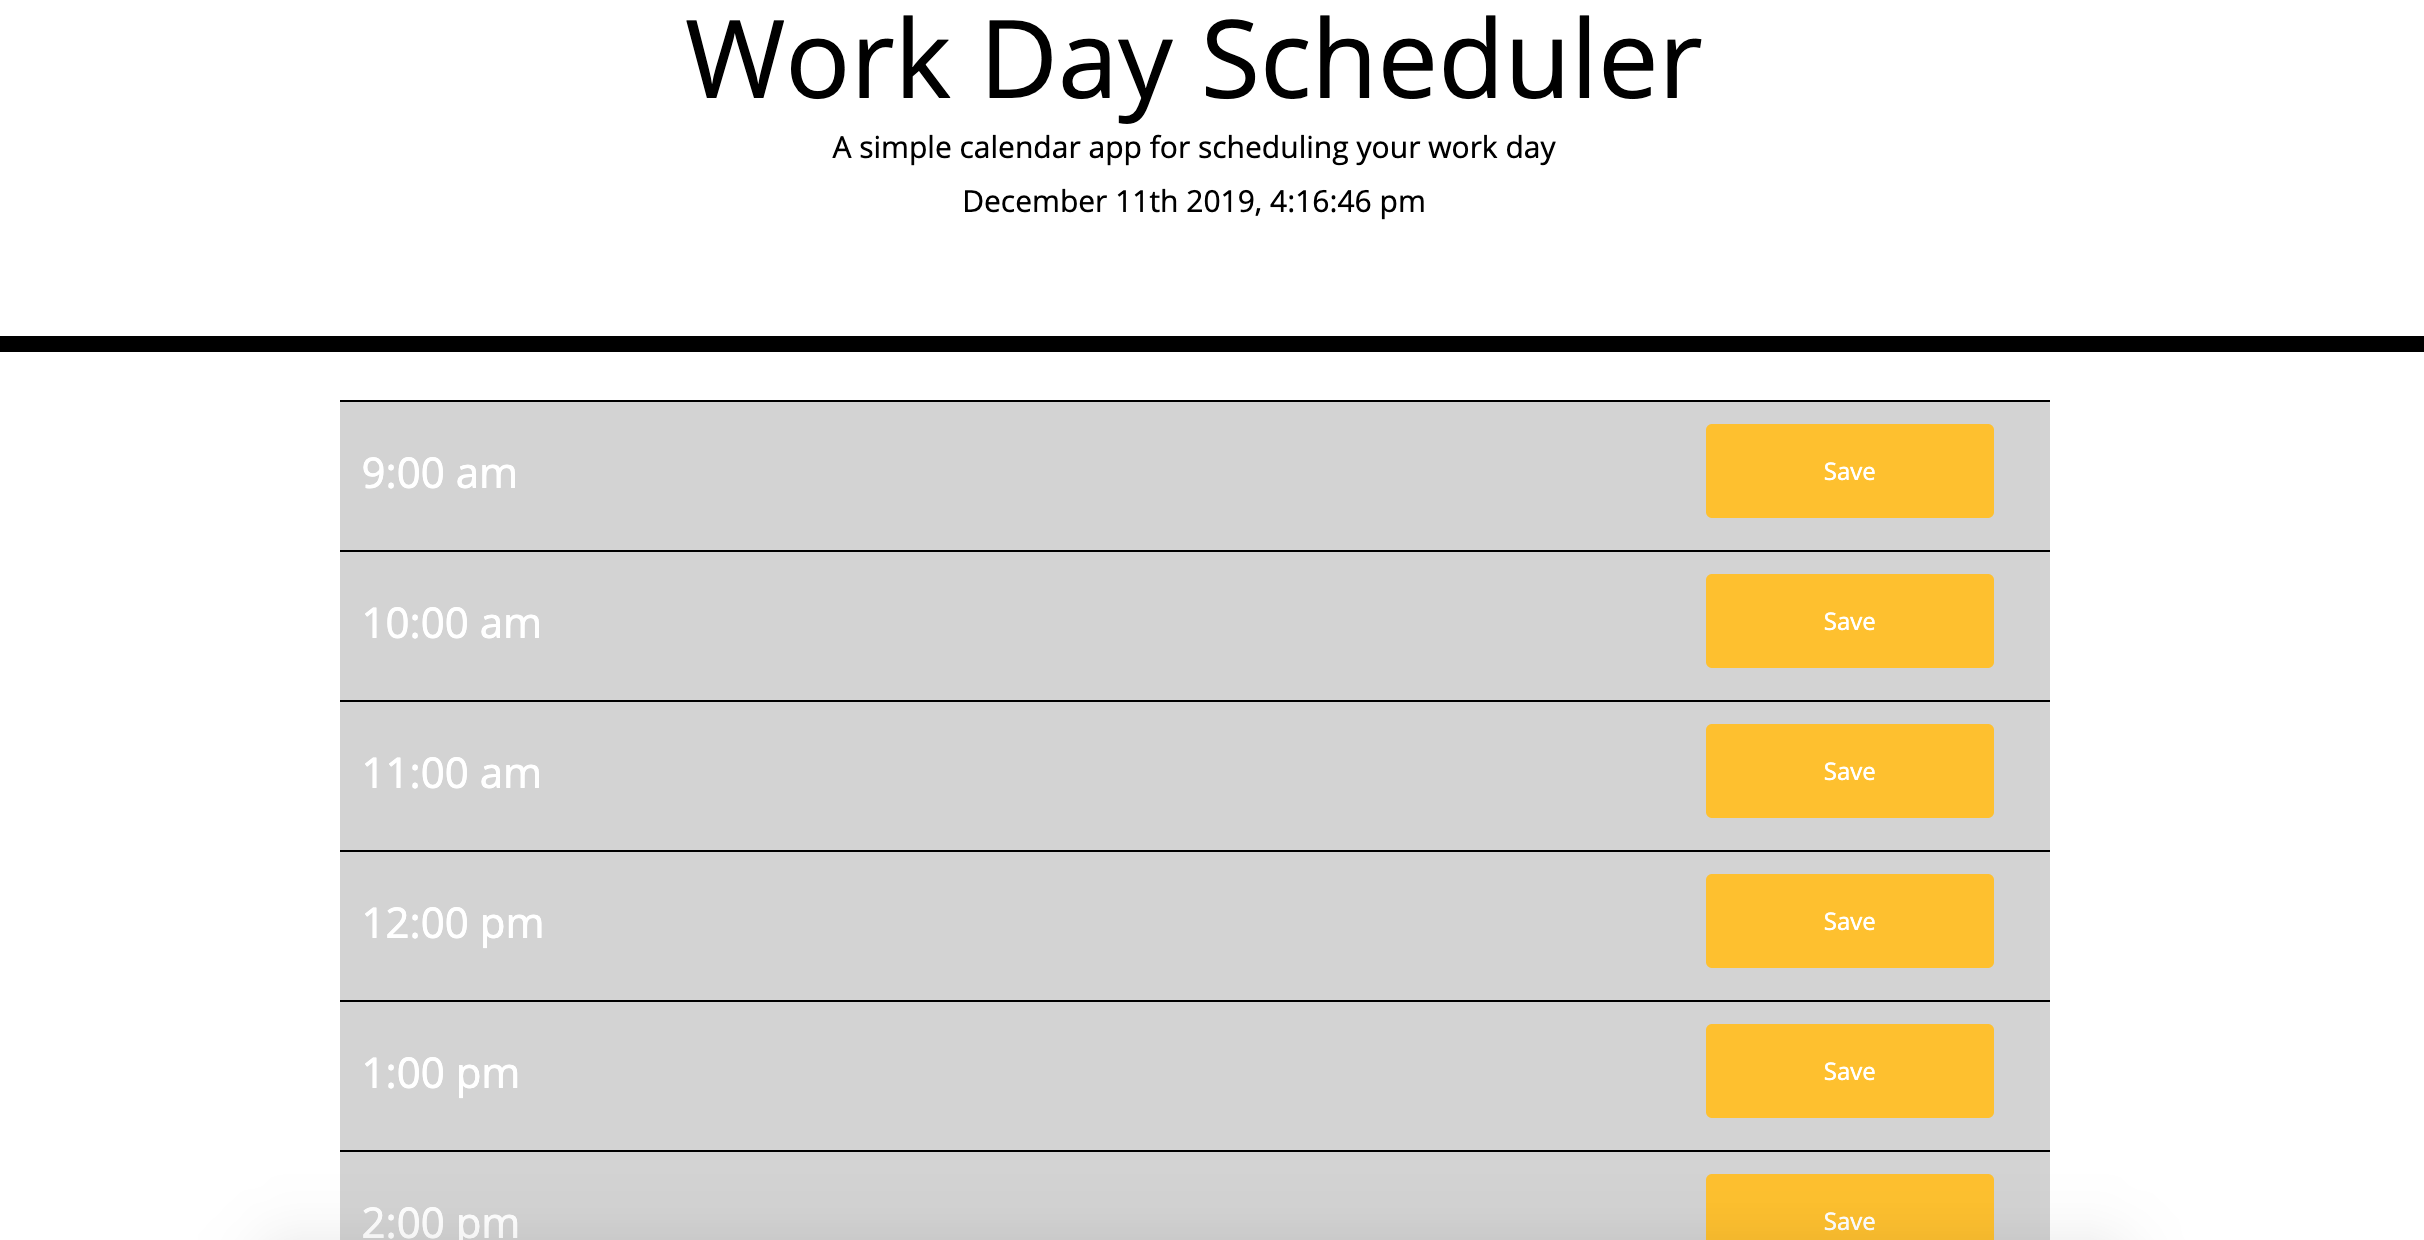 Work Day Scheduler
A simple calendar app for scheduling your work day
December 11th 2019, 4:16:46 pm
9:00 am Save
10:00 am Save
11:00 am Save
12:00 pm Save
1:00 pm Save
2:00 pm Save